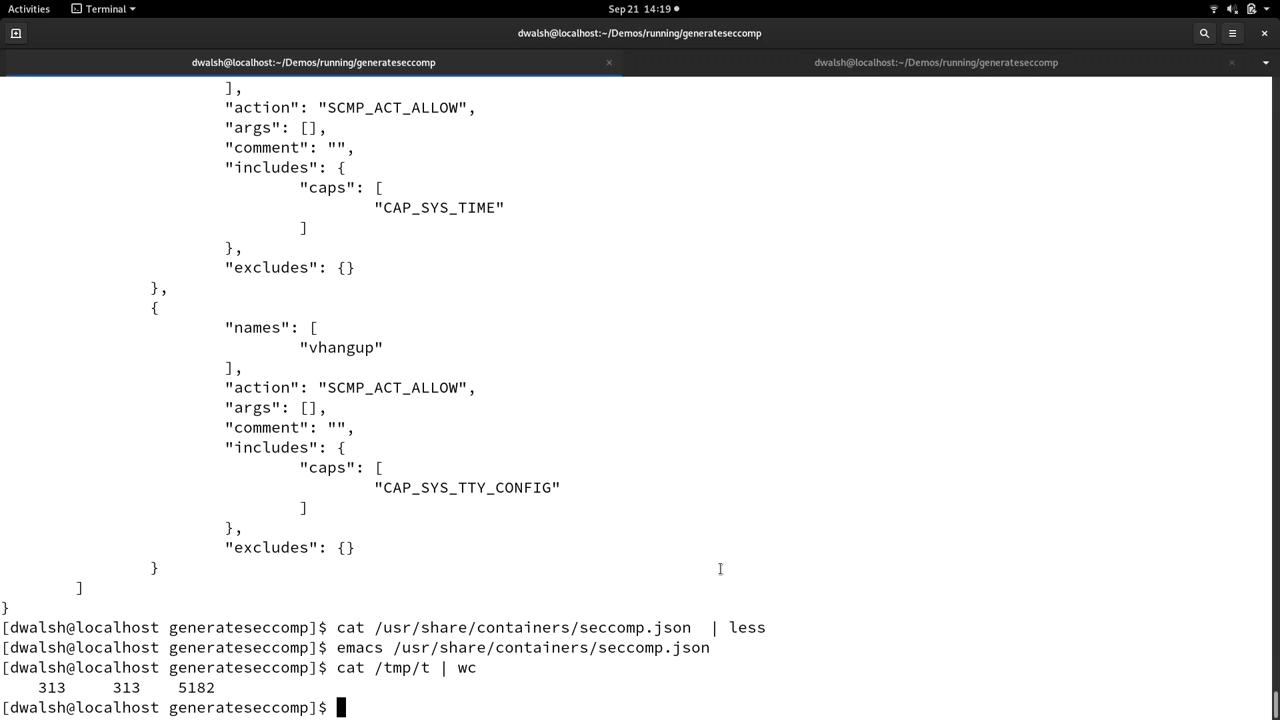 Activities
Terminal
Sep 21 14:19
dwalsh@localhost:~/Demos/running/generateseccomp
dwalsh@localhost:~/Demos/running/generateseccomp
dwalsh@localhost:~/Demos/running/generateseccomp
],
"action": "SCMP_ACT_ALLOW",
"args": [],
"comment": "",
"includes": {
"caps": [
"CAP_SYS_TIME"
]
},
"excludes": {}
},
{
"names": [
"vhangup"
],
"action": "SCMP_ACT_ALLOW",
"args": [],
"comment": "",
"includes": {
"caps": [
"CAP_SYS_TTY_CONFIG"
]
},
"excludes": {}
}
]
}
[dwalsh@localhost generateseccomp]$ cat /usr/share/containers/seccomp.json  | less
[dwalsh@localhost generateseccomp]$ emacs /usr/share/containers/seccomp.json
[dwalsh@localhost generateseccomp]$ cat /tmp/t | wc
313     313    5182
[dwalsh@localhost generateseccomp]$